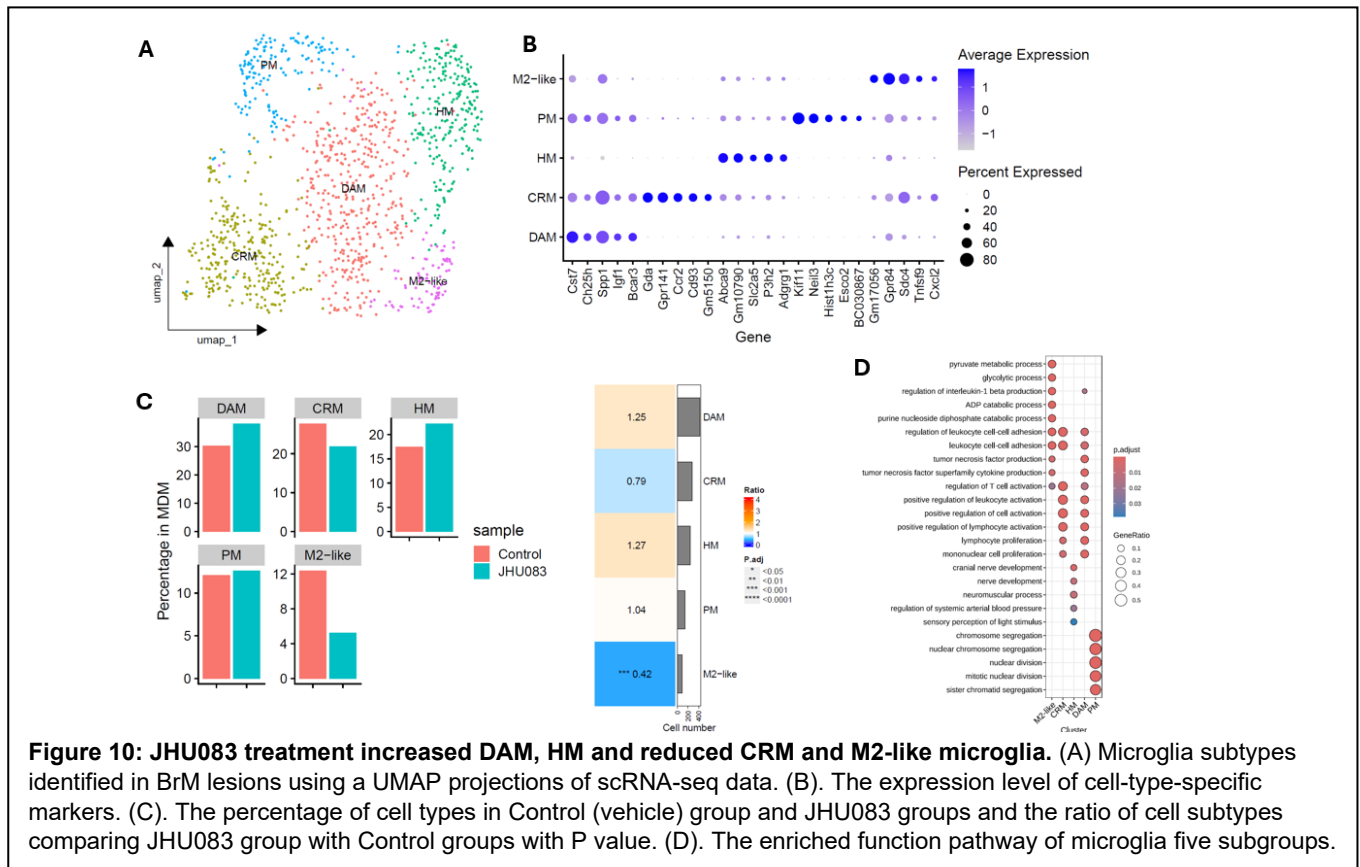 A
PM
HM
DAM
CRM
M2-like
umap_2
umap_1
B
M2-like
PM
HM
CRM
DAM
Cst7
Ch25h
Spp1
Igf1
Bcar3
Gda
Gpr141
Ccr2
Cd93
Gm5150
Abca9
Gm10790
Slc2a5
P3h2
Adgrg1
Kif11
Neil3
Hist1h3c
Esco2
BC030867
Gm17056
Gpr84
Sdc4
Tnfsf9
Cxcl2
Gene
Average Expression
1
0
−1
Percent Expressed
0
20
40
60
80
C
Percentage in MDM
DAM
30
20
10
0
CRM
20
10
0
HM
20
15
10
5
0
PM
10
5
0
M2-like
12
8
4
0
sample
Control
JHU083
1.25
0.79
1.27
1.04
*** 0.42
DAM
CRM
HM
PM
M2-like
0 200 400
Cell number
Ratio
4
3
2
1
0
P.adj
* <0.05
** <0.01
*** <0.001
**** <0.0001
D
pyruvate metabolic process
glycolytic process
regulation of interleukin-1 beta production
ADP catabolic process
purine nucleoside diphosphate catabolic process
regulation of leukocyte cell-cell adhesion
leukocyte cell-cell adhesion
tumor necrosis factor production
tumor necrosis factor superfamily cytokine production
regulation of T cell activation
positive regulation of leukocyte activation
positive regulation of cell activation
positive regulation of lymphocyte activation
lymphocyte proliferation
mononuclear cell proliferation
cranial nerve development
nerve development
neuromuscular process
regulation of systemic arterial blood pressure
sensory perception of light stimulus
chromosome segregation
nuclear chromosome segregation
nuclear division
mitotic nuclear division
sister chromatid segregation
M2-like
CRM
HM
DAM
PM
Cluster
p.adjust
0.01
0.02
0.03
GeneRatio
0.1
0.2
0.3
0.4
0.5
Figure 10: JHU083 treatment increased DAM, HM and reduced CRM and M2-like microglia. (A) Microglia subtypes
identified in BrM lesions using a UMAP projections of scRNA-seq data. (B). The expression level of cell-type-specific
markers. (C). The percentage of cell types in Control (vehicle) group and JHU083 groups and the ratio of cell subtypes
comparing JHU083 group with Control groups with P value. (D). The enriched function pathway of microglia five subgroups.